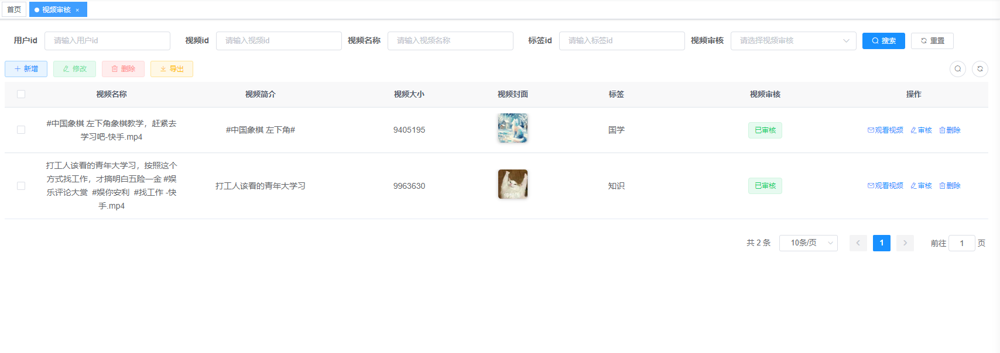 首页
视频审核 ×
用户id 请输入用户id 视频id 请输入视频id 视频名称 请输入视频名称 标签id 请输入标签id 视频审核 请选择视频审核 搜索 重置
新增 修改 删除 导出
视频名称 视频简介 视频大小 视频封面 标签 视频审核 操作
#中国象棋 左下角象棋教学，赶紧去
学习吧-快手.mp4
#中国象棋 左下角#
9405195
国学
已审核
观看视频 审核 删除
打工人该看的青年大学习，按照这个
方式找工作，才搞明白五险一金 #娱
乐评论大赏 #娱你安利 #找工作 -快
手.mp4
打工人该看的青年大学习
9963630
知识
已审核
观看视频 审核 删除
共 2 条 10条/页 1 前往 1 页